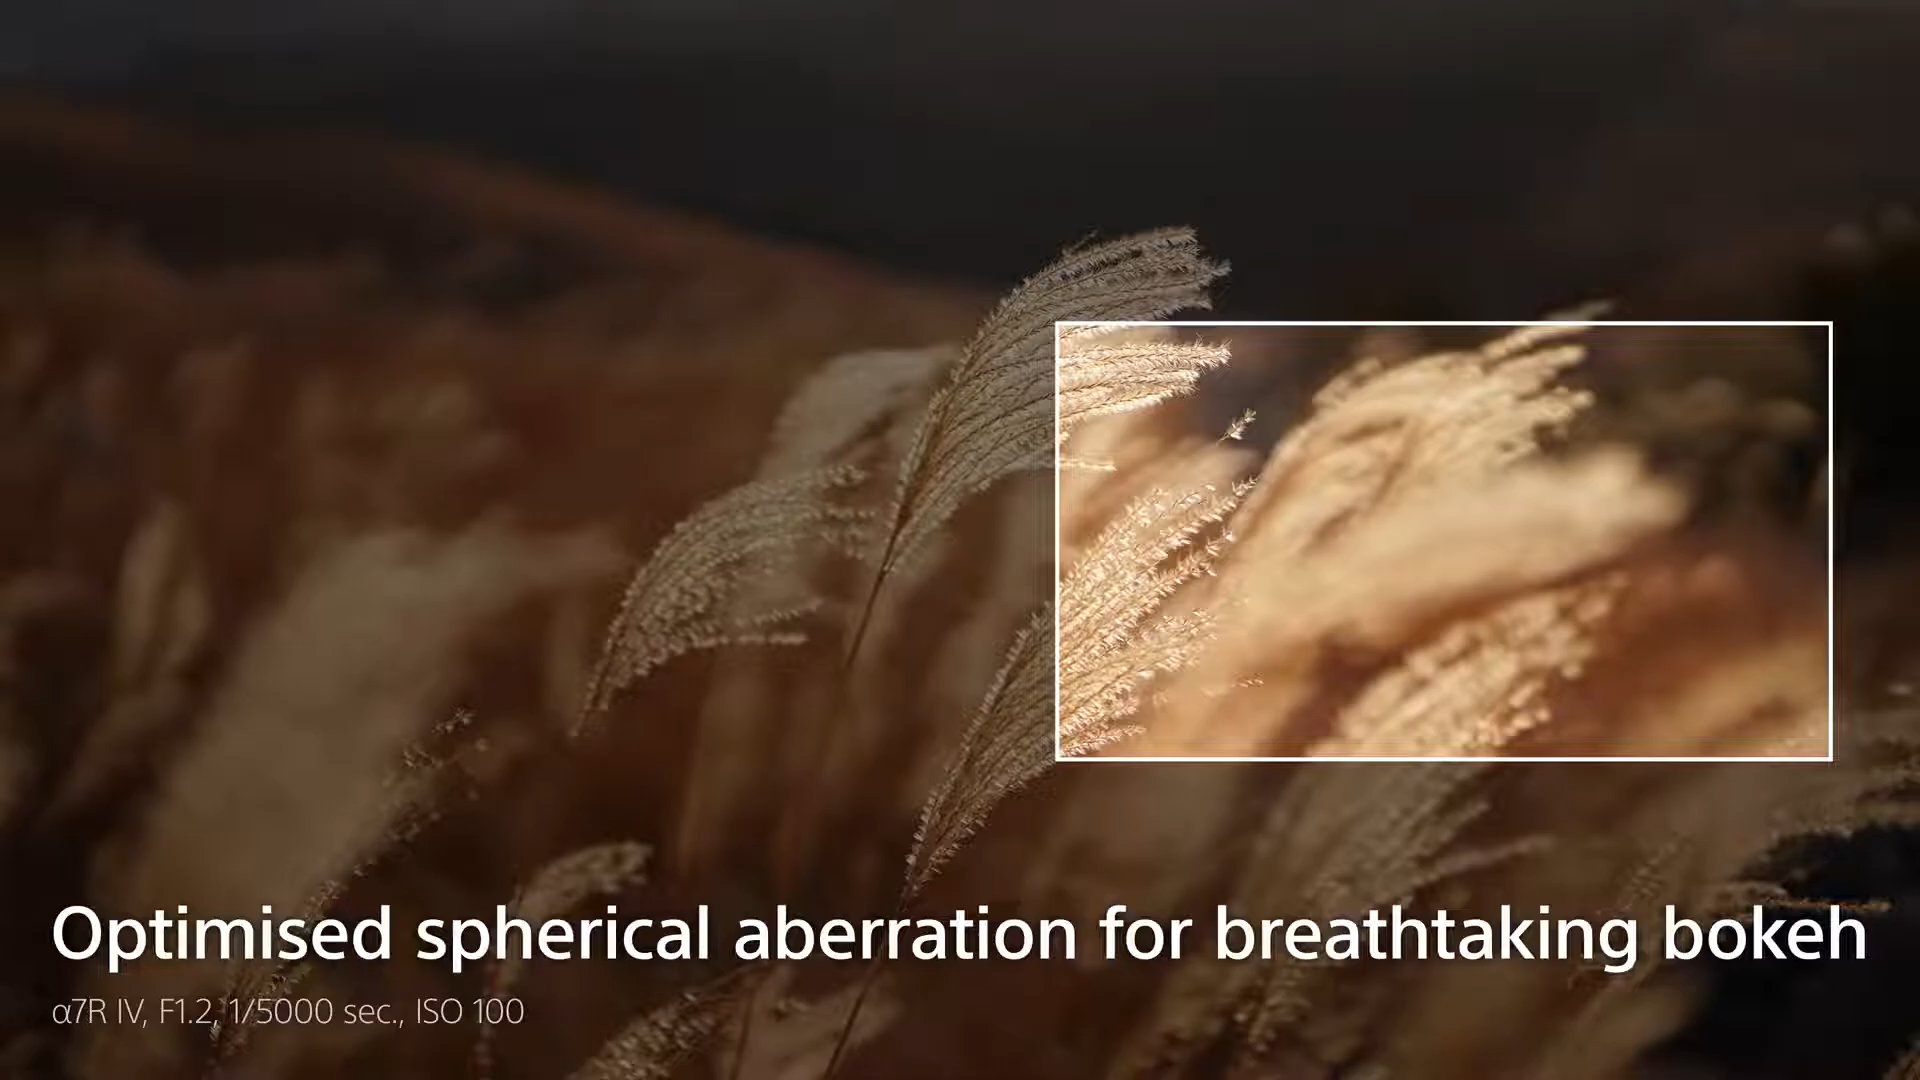 Optimised spherical aberration for breathtaking bokeh
α7R IV, F1.2, 1/5000 sec., ISO 100